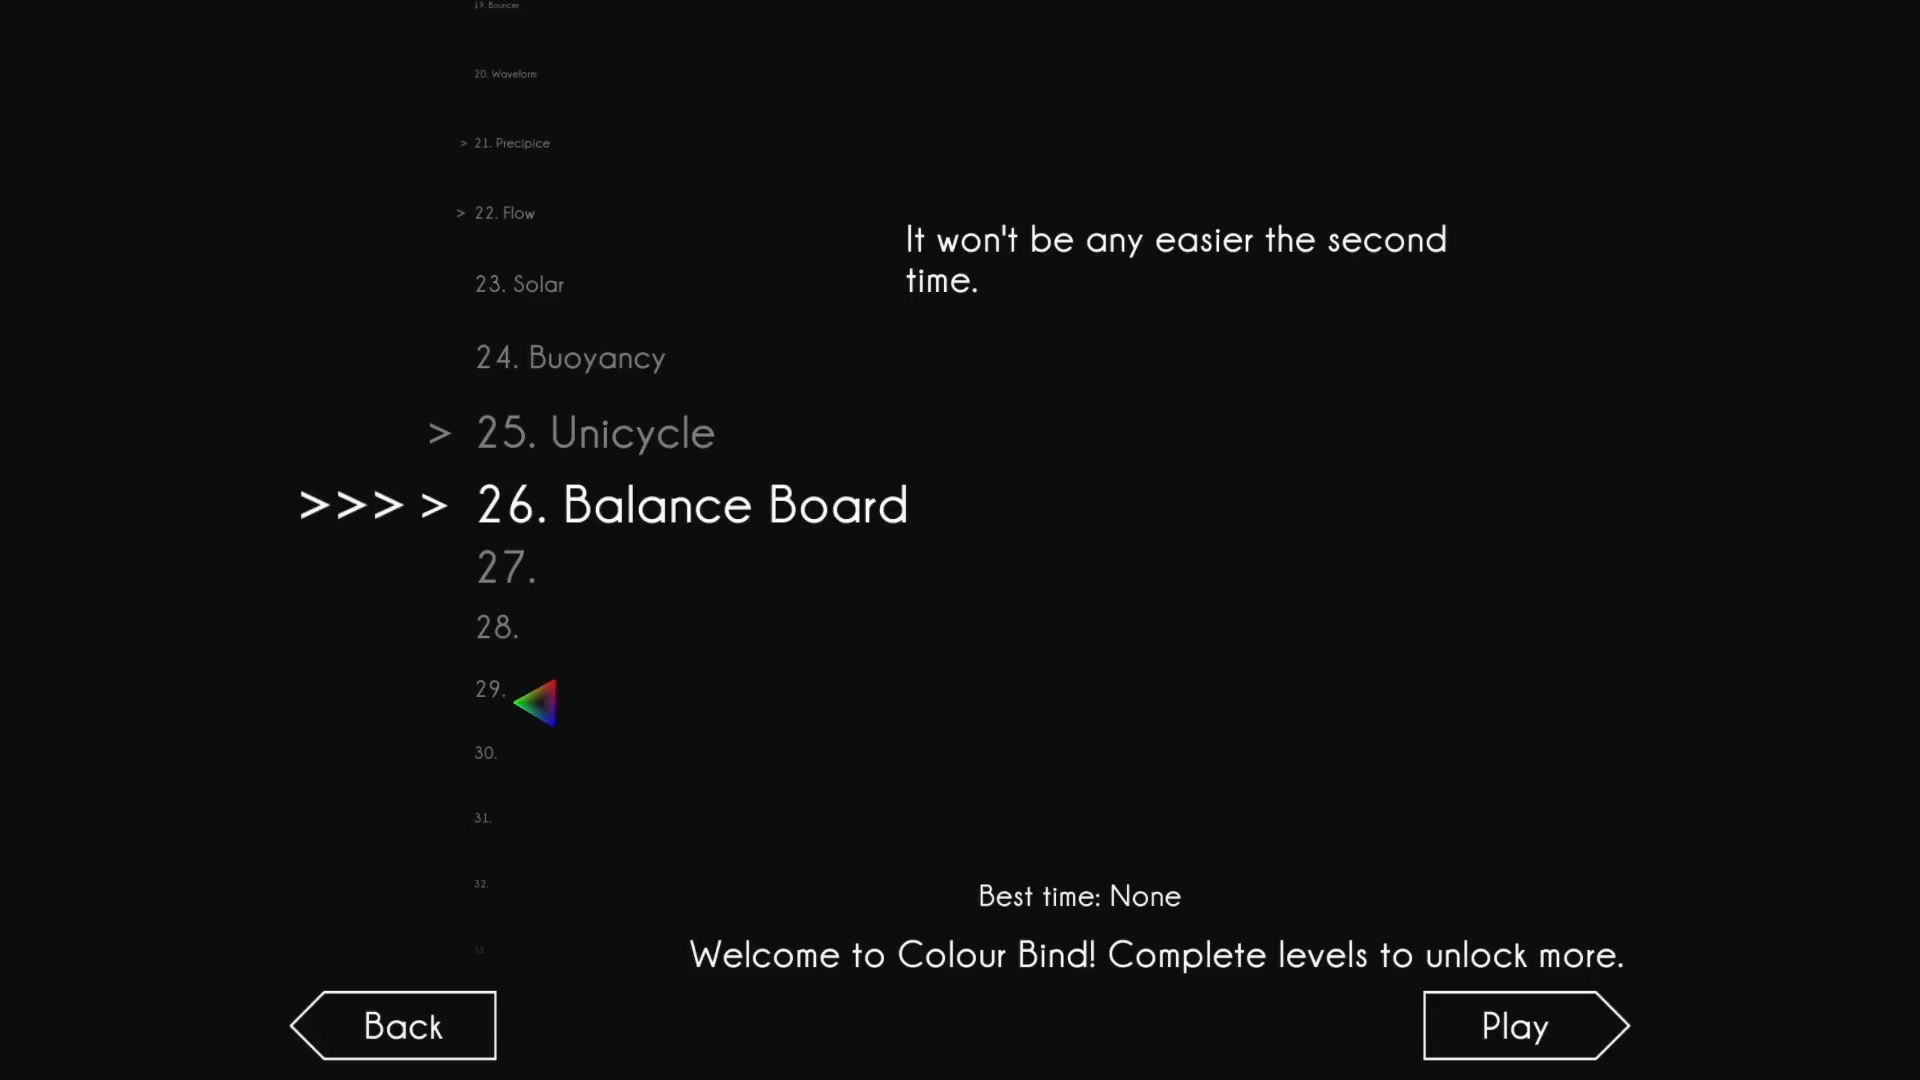 19. Bouncer
20. Waveform
> 21. Precipice
> 22. Flow
23. Solar
24. Buoyancy
> 25. Unicycle
>>> > 26. Balance Board
27.
28.
29.
30.
31.
32.
33.
It won't be any easier the second
time.
Best time: None
Welcome to Colour Bind! Complete levels to unlock more.
Back
Play